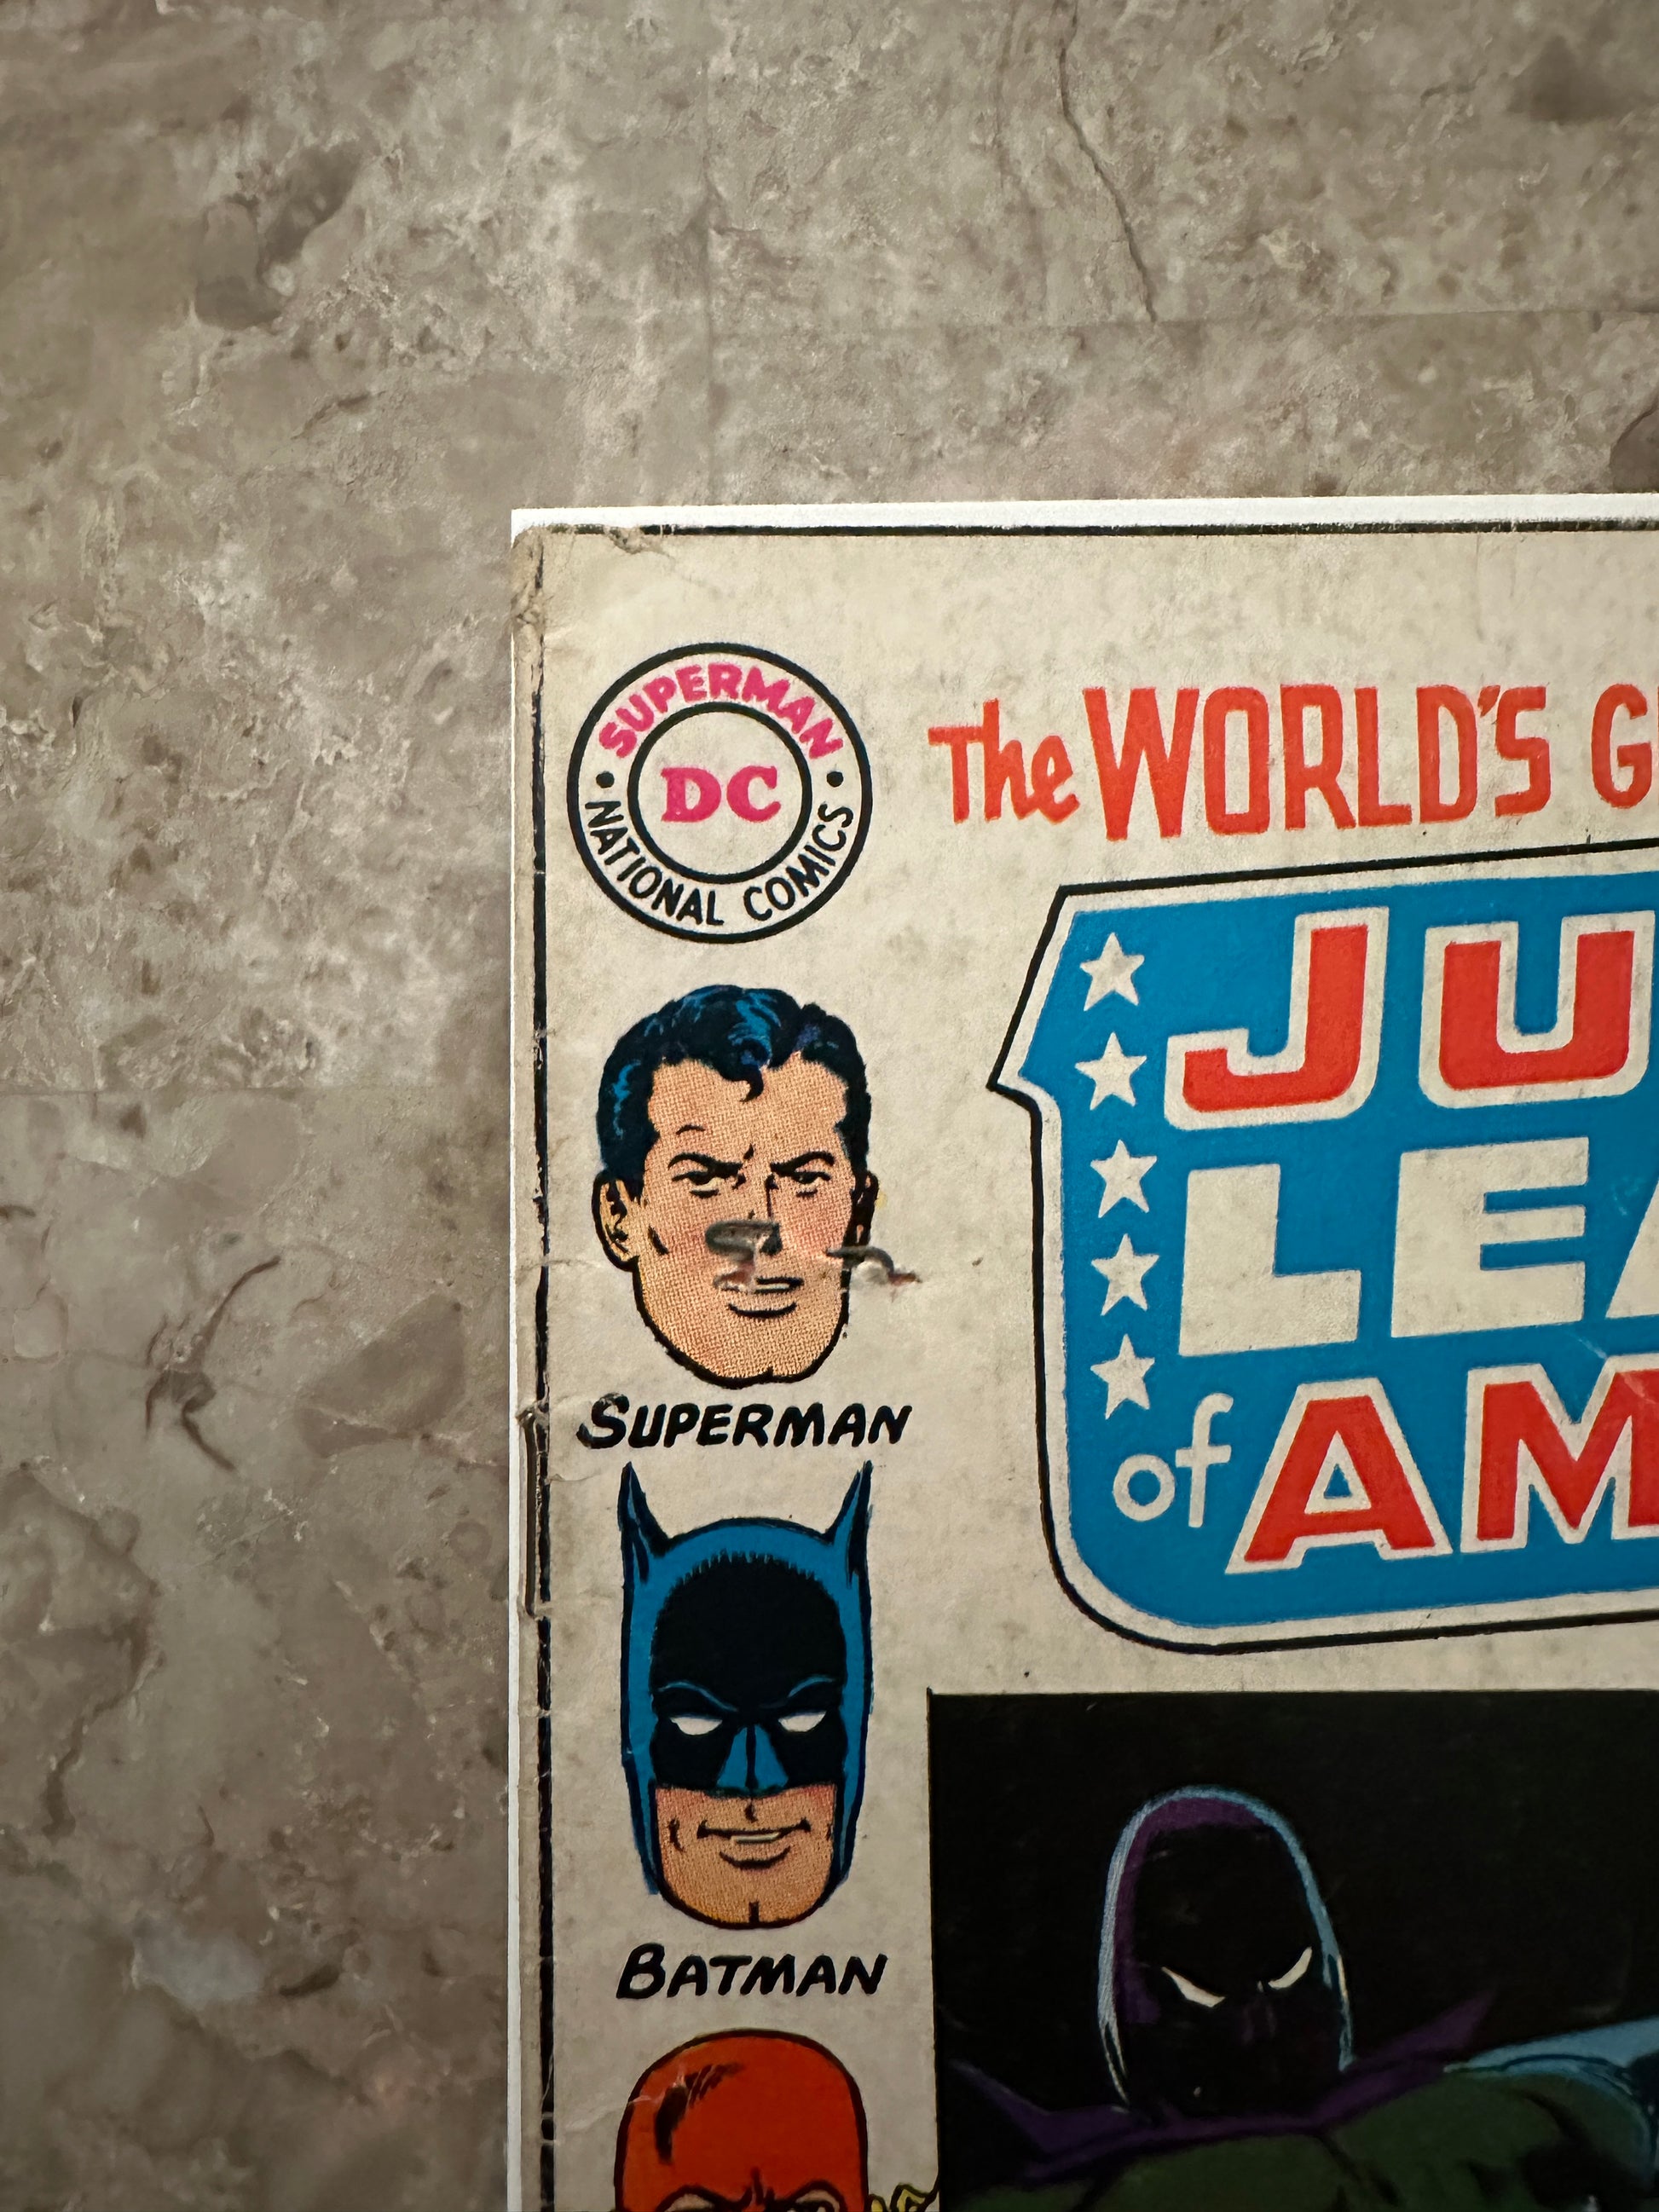 SUPERMAN
DC
NATIONAL COMICS
The WORLD'S
JU
LEA
of AM
SUPERMAN
BATMAN